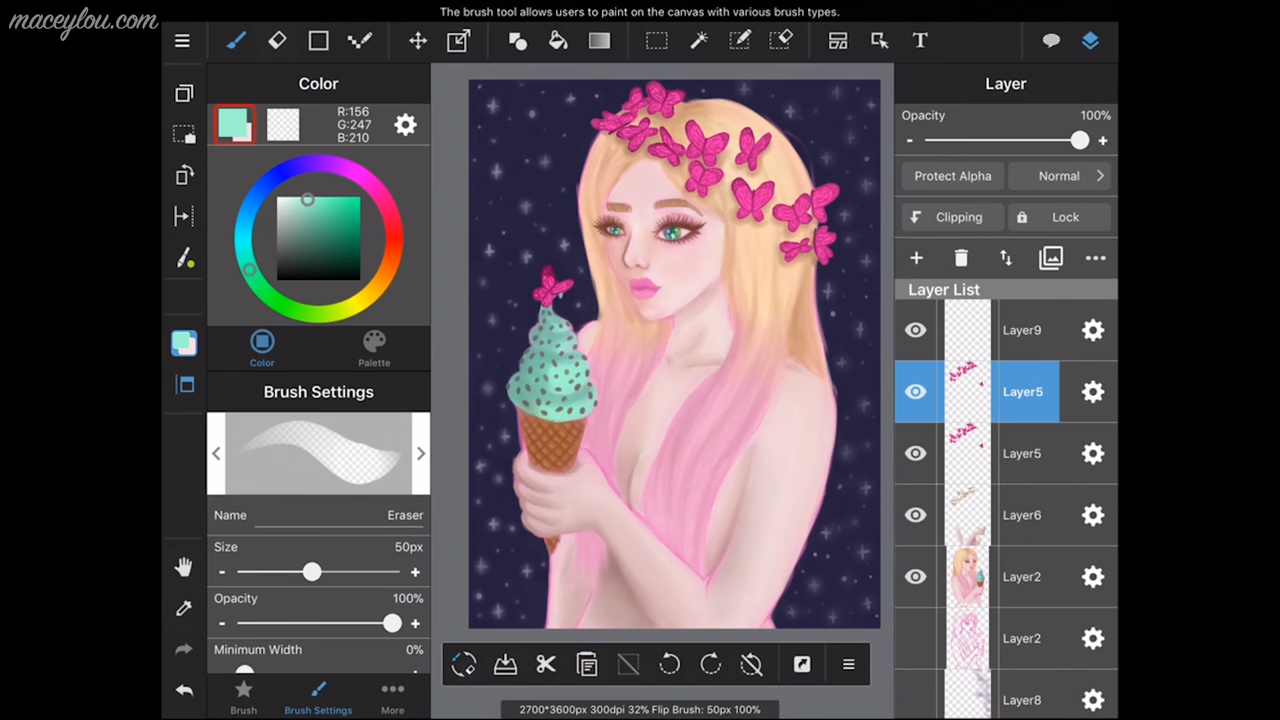 maceylou.com
The brush tool allows users to paint on the canvas with various brush types.
T
Color
R:156
G:247
B:210
Color
Palette
Brush Settings
Name
Eraser
Size
50px
-
+
Opacity
100%
-
+
Minimum Width
0%
Brush
Brush Settings
More
2700*3600px 300dpi 32% Flip Brush: 50px 100%
Layer
Opacity
100%
-
+
Protect Alpha
Normal
Clipping
Lock
Layer List
Layer9
Layer5
Layer5
Layer6
Layer2
Layer2
Layer8